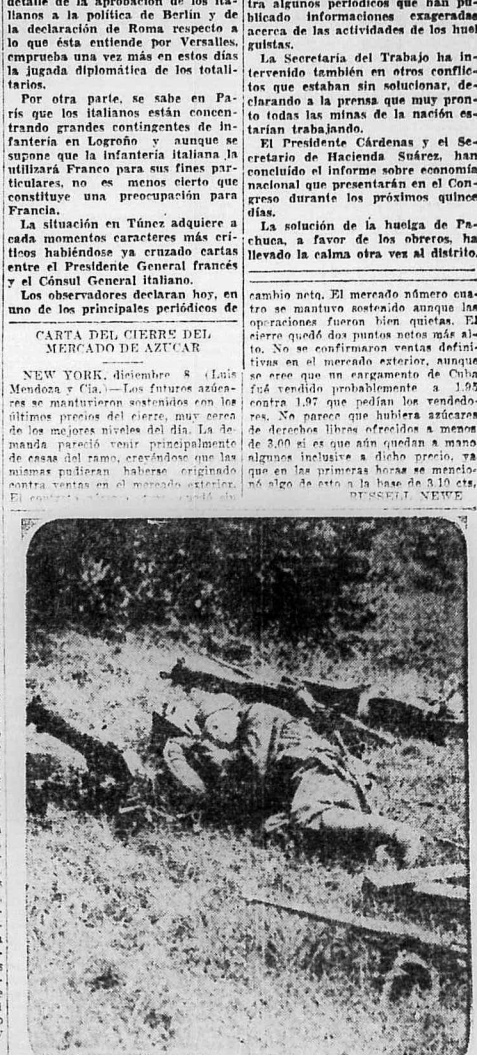 detalle de la aprobación de los ita-
lianos a la política de Berlín y de
la declaración de Roma respecto a
lo que ésta entiende por Versalles,
emprueba una vez más en estos días
la jugada diplomática de los totali-
tarios.
Por otra parte, se sabe en Pa-
rís que los italianos están concen-
trando grandes contingentes de in-
fantería en Logroño y aunque se
supone que la infantería italiana la
utilizará Franco para sus fines par-
ticulares, no es menos cierto que
constituye una preocupación para
Francia.
La situación en Túnez adquiere a
cada momentos caracteres más crí-
ticos habiéndose ya cruzado cartas
entre el Presidente General francés
y el Cónsul General italiano.
Los observadores declaran hoy, en
uno de los principales periódicos de
CARTA DEL CIERRE DEL
MERCADO DE AZUCAR
NEW YORK, diciembre 8 (Luis
Mendoza y Cía.)—Los futuros azúca-
res se manturieron sostenidos con los
últimos precios del cierre, muy cerca
de los mejores niveles del día. La de-
manda pareció venir principalmente
de casas del ramo, creyéndose que las
mismas pudieran haberse originado
contra ventas en el mercado exterior.
El
tra algunos periódicos que han pu-
blicado informaciones exageradas
acerca de las actividades de los huel
guistas.
La Secretaría del Trabajo ha in-
tervenido también en otros conflic-
tos que estaban sin solucionar, de-
clarando a la prensa que muy pron-
to todas las minas de la nación es-
tarían trabajando.
El Presidente Cárdenas y el Se-
cretario de Hacienda Suárez, han
concluído el informe sobre economía
nacional que presentarán en el Con-
greso durante los próximos quince
días.
La solución de la huelga de Pa-
chuca, a favor de los obreros, ha
llevado la calma otra vez al distrito.
cambio neto. El mercado número cua-
tro se mantuvo sostenido aunque las
operaciones fueron bien quietas. El
cierre quedó dos puntos netos más al-
to. No se confirmaron ventas defini-
tivas en el mercado exterior, aunque
se cree que un cargamento de Cuba
fué vendido probablemente a 1.95
contra 1.97 que pedían los vendedo-
res. No parece que hubiera azúcares
de derechos libres ofrecidos a menos
de 3.00 si es que aún quedan a mano
algunos inclusive a dicho precio, ya
que en las primeras horas se mencio-
nó algo de esto a la base de 3.10 cts.
RUSSELL NEWE